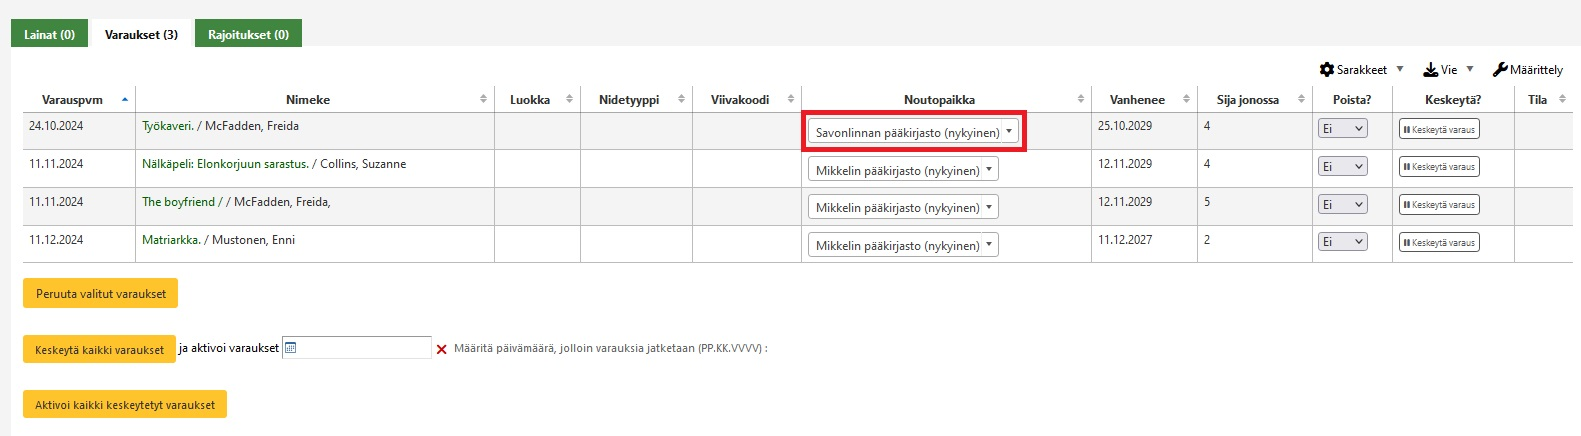 Lainat (0) Varaukset (3) Rajoitukset (0)
Sarakkeet Vie Määrittely
Varauspvm Nimeke Luokka Nidetyyppi Viivakoodi Noutopaikka Vanhenee Sija jonossa Poista? Keskeytä? Tila
24.10.2024 Työkaveri. / McFadden, Freida Savonlinnan pääkirjasto (nykyinen) 25.10.2029 4 Ei Keskeytä varaus
11.11.2024 Nälkäpeli: Elonkorjuun sarastus. / Collins, Suzanne Mikkelin pääkirjasto (nykyinen) 12.11.2029 4 Ei Keskeytä varaus
11.11.2024 The boyfriend / / McFadden, Freida, Mikkelin pääkirjasto (nykyinen) 12.11.2029 5 Ei Keskeytä varaus
11.12.2024 Matriarkka. / Mustonen, Enni Mikkelin pääkirjasto (nykyinen) 11.12.2027 2 Ei Keskeytä varaus
Peruuta valitut varaukset
Keskeytä kaikki varaukset ja aktivoi varaukset Määritä päivämäärä, jolloin varauksia jatketaan (PP.KK.VVVV) :
Aktivoi kaikki keskeytetyt varaukset